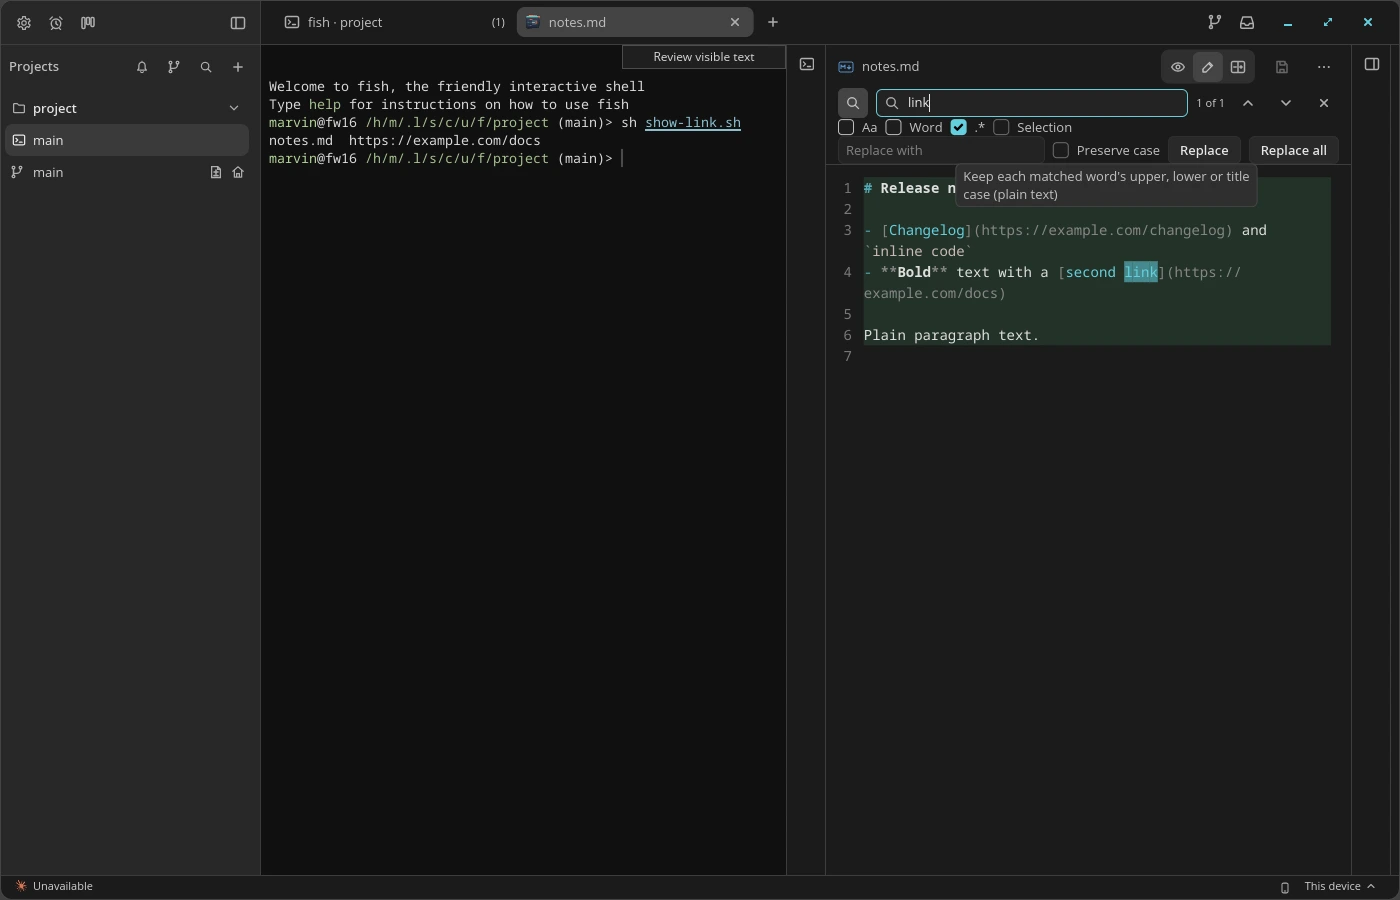 fish · project
(1)
notes.md
Projects
project
main
main
Review visible text
Welcome to fish, the friendly interactive shell
Type help for instructions on how to use fish
marvin@fw16 /h/m/.l/s/c/u/f/project (main)> sh show-link.sh
notes.md  https://example.com/docs
marvin@fw16 /h/m/.l/s/c/u/f/project (main)>
notes.md
link
1 of 1
Aa Word .* Selection
Replace with
Preserve case
Replace
Replace all
Keep each matched word's upper, lower or title
case (plain text)
1 # Release n
2
3 - [Changelog](https://example.com/changelog) and
`inline code`
4 - **Bold** text with a [second link](https://
example.com/docs)
5
6 Plain paragraph text.
7
Unavailable
This device